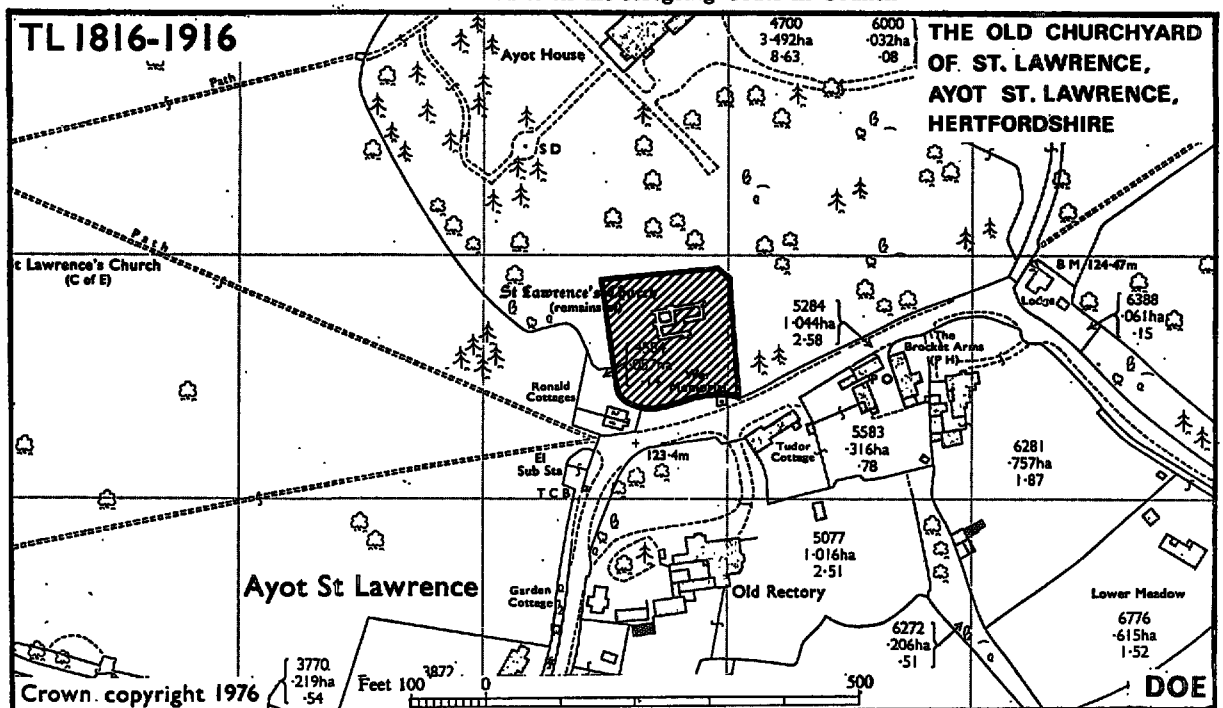 TL 1816-1916
THE OLD CHURCHYARD
OF ST. LAWRENCE,
AYOT ST. LAWRENCE,
HERTFORDSHIRE
4700
3·492ha
8·63
6000
·032ha
·08
Ayot House
Path
SD
Path
t Lawrence's Church
(C of E)
St Lawrence's Church
(remains of)
B M 124·47m
Lodge
6388
·061ha
·15
5284
1·044ha
2·58
The
Brocket Arms
(P H)
War
Memorial
Ronald
Cottages
El
Sub Sta
T C B
123·4m
Tudor
Cottage
5583
·316ha
·78
6281
·757ha
1·87
5077
1·016ha
2·51
Ayot St Lawrence
Garden
Cottage
Old Rectory
Lower Meadow
6776
·615ha
1·52
6272
·206ha
·51
3770
·219ha
·54
3872
Crown copyright 1976
Feet 100 0 500
DOE